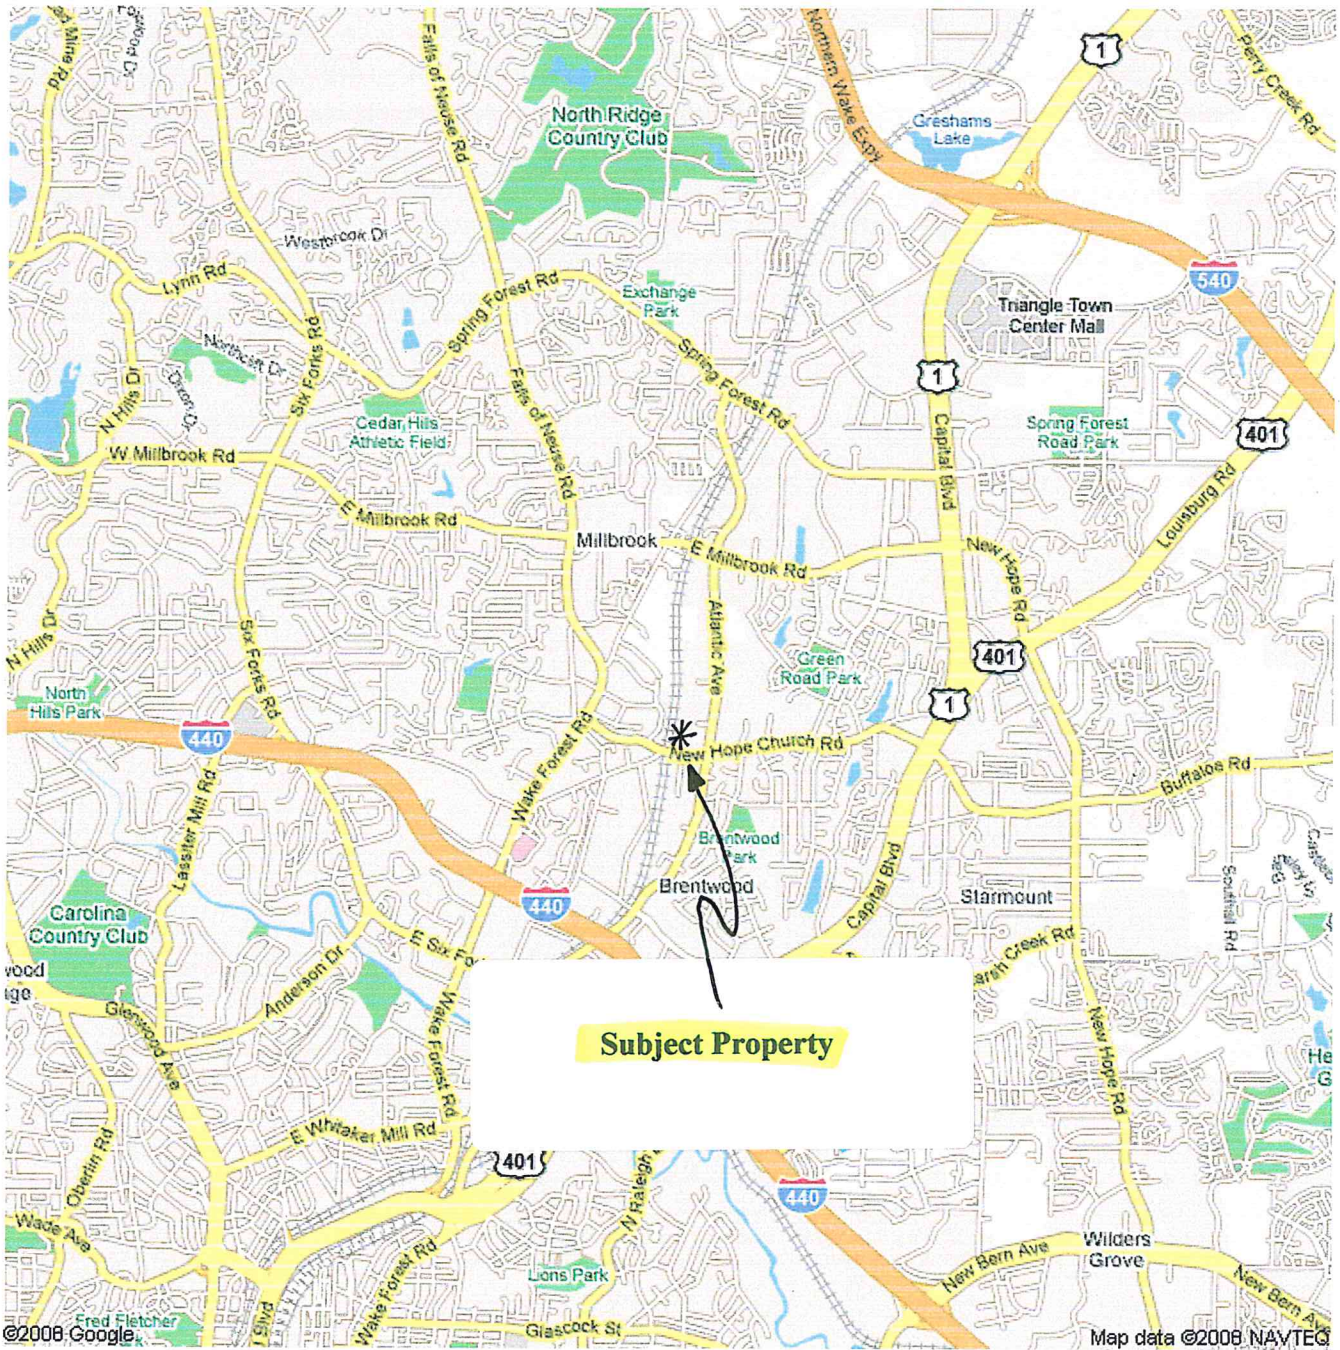 Falls of Neuse Rd
Northern Wake Expy
1
Perry Creek Rd
North Ridge
Country Club
Greshams
Lake
Westbrook Dr
Lynn Rd
Spring Forest Rd
Exchange
Park
540
Triangle Town
Center Mall
Northclift Dr
Dixon Dr
Six Forks Rd
N Hills Dr
Falls of Neuse Rd
Spring Forest Rd
1
Cedar Hills
Athletic Field
Capital Blvd
Spring Forest
Road Park
401
W Millbrook Rd
Louisburg Rd
E Millbrook Rd
Millbrook
E Millbrook Rd
New Hope Rd
N Hills Dr
Six Forks Rd
Atlantic Ave
Green
Road Park
401
North
Hills Park
1
440
Wake Forest Rd
New Hope Church Rd
Buffaloe Rd
Lassiter Mill Rd
Brentwood
Park
Brentwood
440
Capital Blvd
Starmount
Carolina
Country Club
E Six Fo
Anderson Dr
Wake Forest Rd
Glenwood Ave
New Hope Rd
Subject Property
E Whitaker Mill Rd
401
N Raleigh
440
Oberlin Rd
Wade Ave
Wake Forest Rd
Lions Park
New Bern Ave
Wilders
Grove
New Bern Ave
Fred Fletcher
Blvd
Glascock St
©2008 Google
Map data ©2008 NAVTEQ